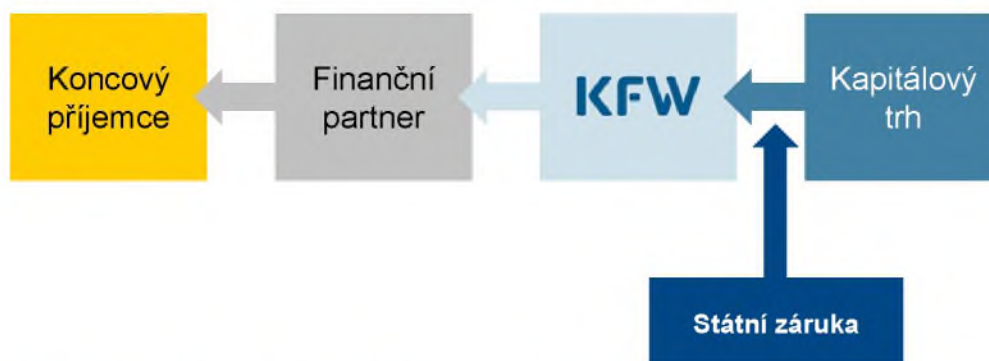 Koncový
příjemce
Finanční
partner
KFW
Kapitálový
trh
Státní záruka